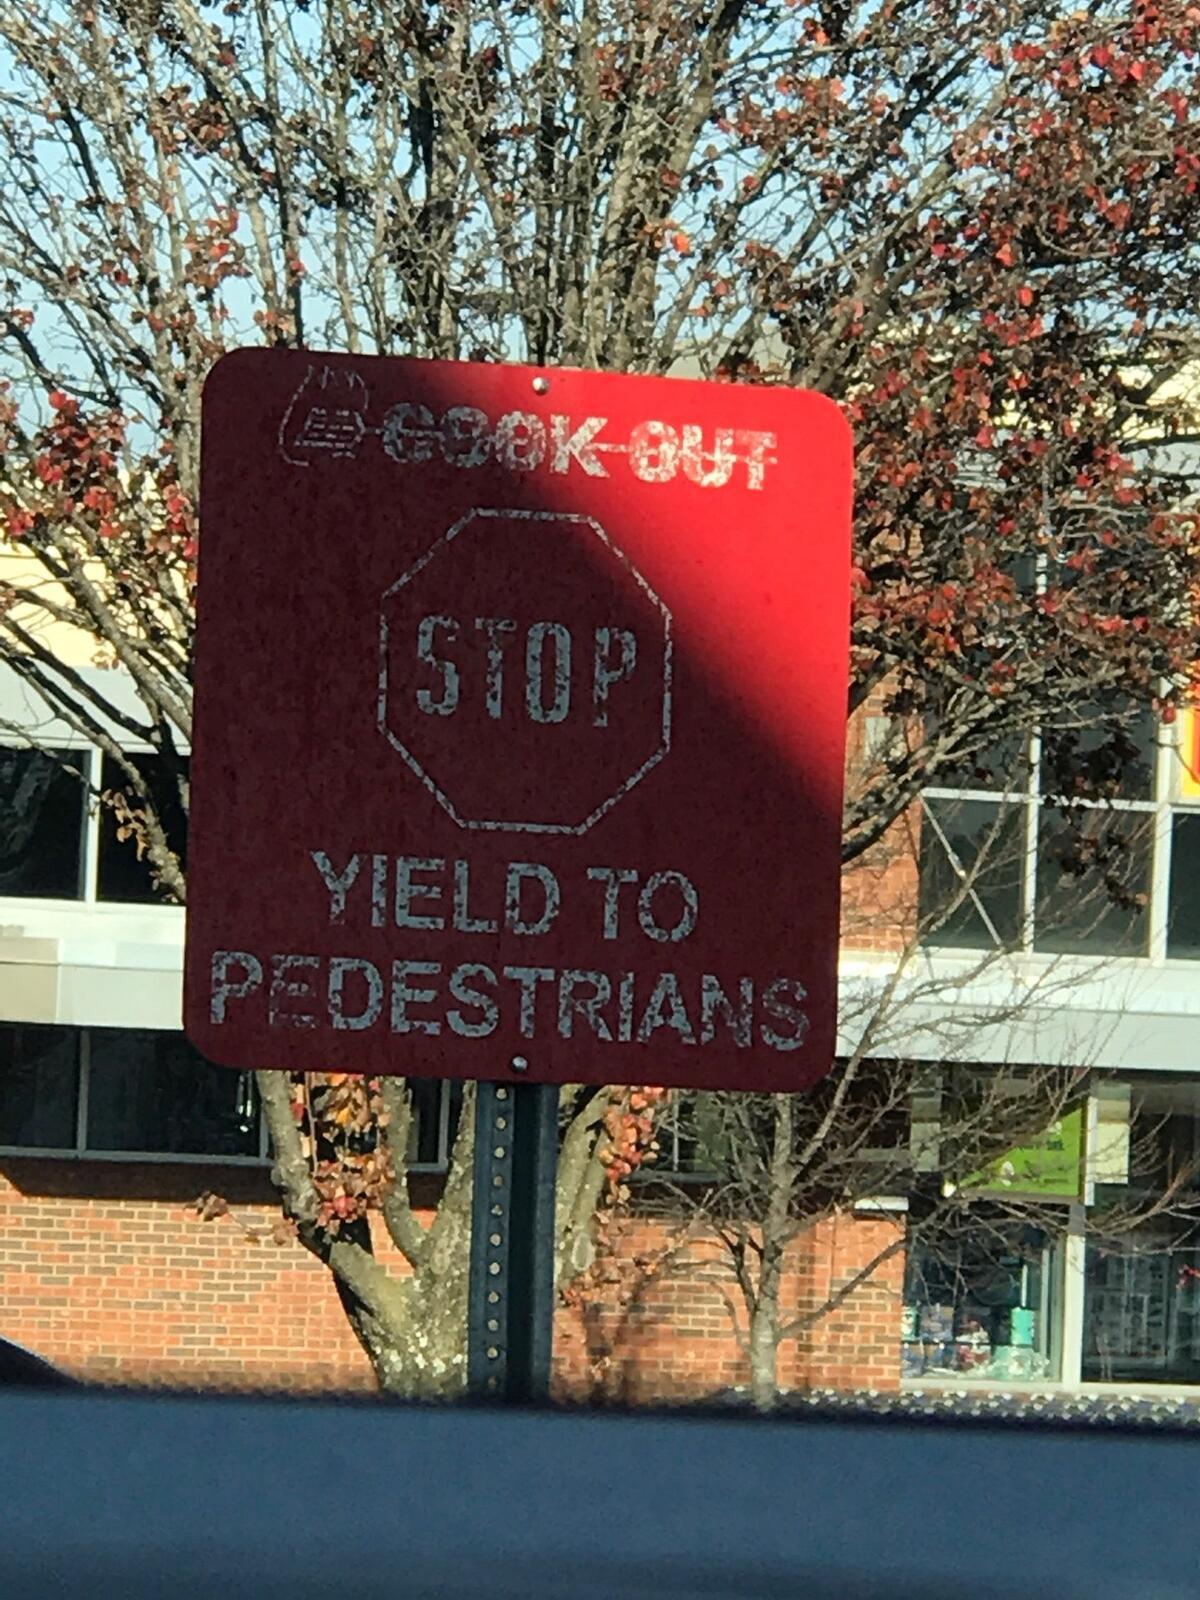 COOK OUT
STOP
YIELD TO
PEDESTRIANS